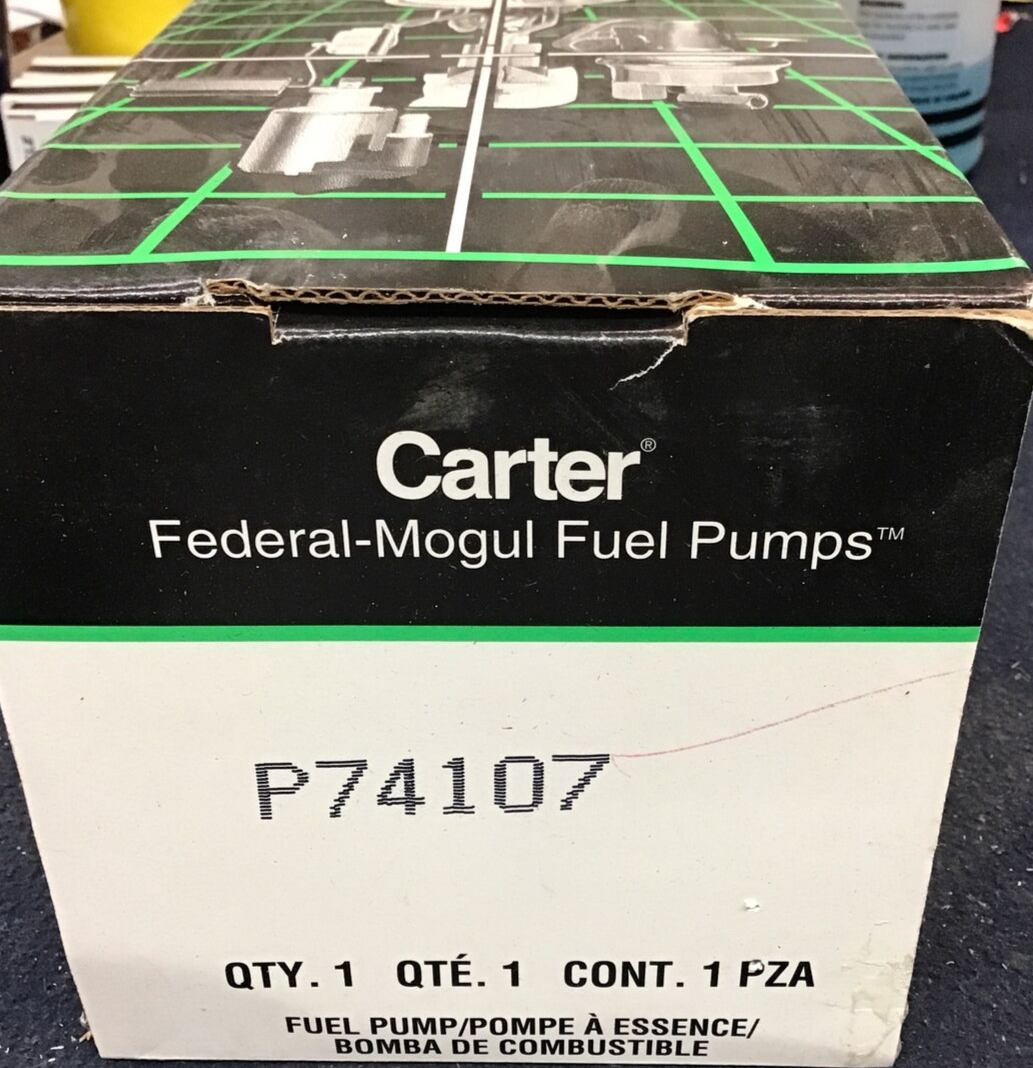 Carter®
Federal-Mogul Fuel Pumps™
P74107
QTY. 1 QTÉ. 1 CONT. 1 PZA
FUEL PUMP/POMPE À ESSENCE/
BOMBA DE COMBUSTIBLE